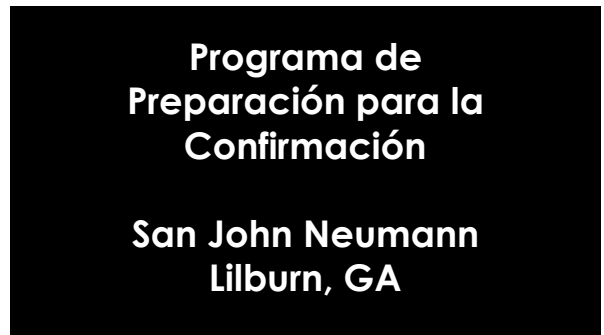 Programa de
Preparación para la
Confirmación
San John Neumann
Lilburn, GA